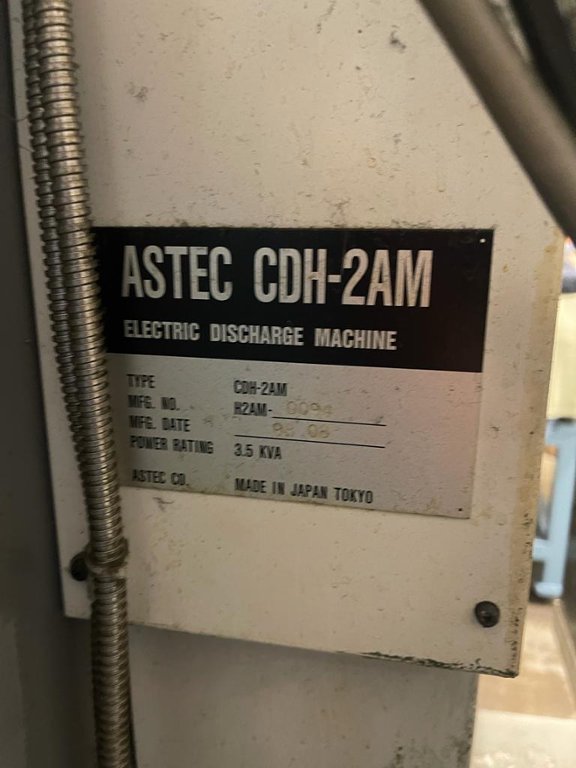 ASTEC CDH-2AM
ELECTRIC DISCHARGE MACHINE
TYPE CDH-2AM
MFG. NO. H2AM-
MFG. DATE
POWER RATING 3.5 KVA
ASTEC CO. MADE IN JAPAN TOKYO